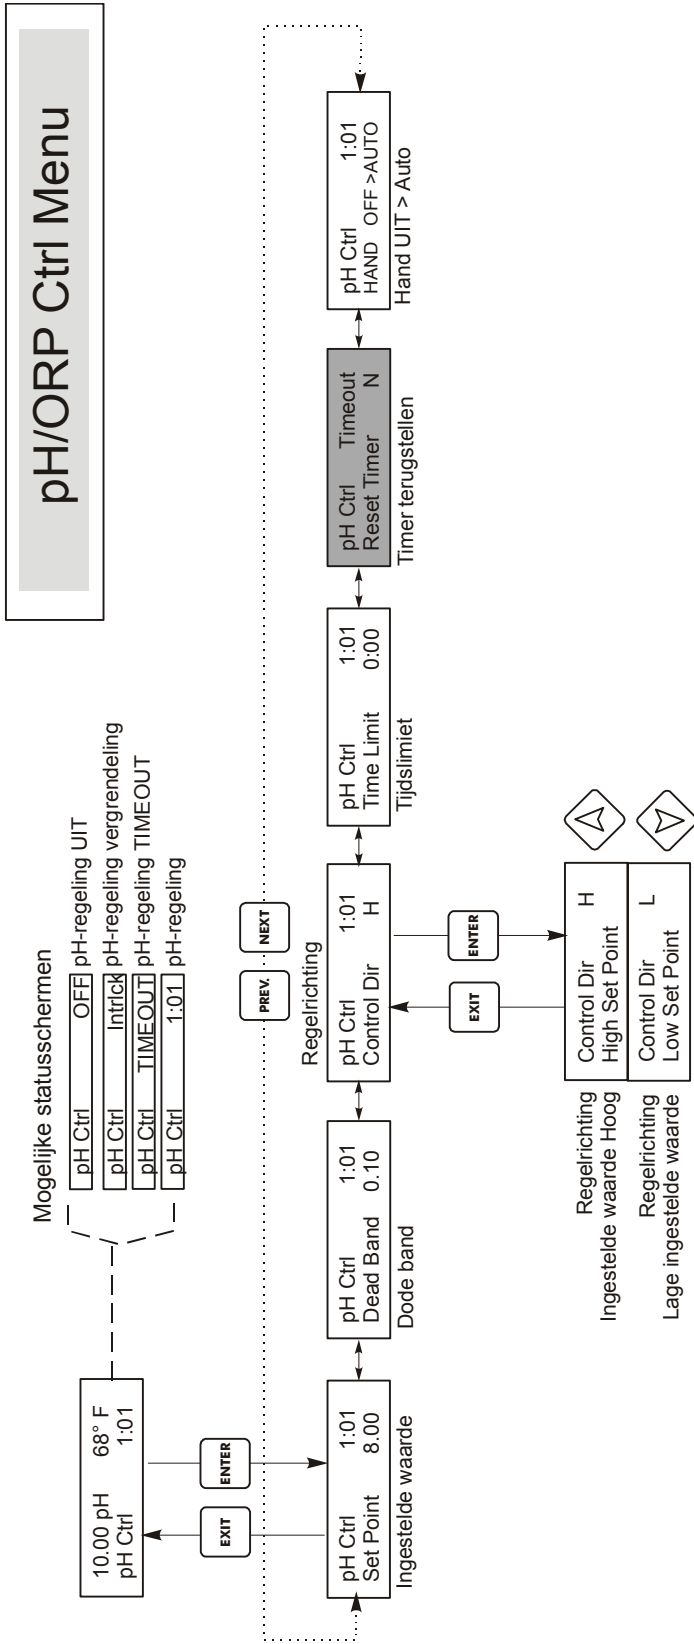 pH/ORP Ctrl Menu
Mogelijke statusschermen
pH Ctrl OFF pH-regeling UIT
pH Ctrl Intrlck pH-regeling vergrendeling
pH Ctrl TIMEOUT pH-regeling TIMEOUT
pH Ctrl 1:01 pH-regeling
10.00 pH 68° F
pH Ctrl 1:01
EXIT
ENTER
PREV.
NEXT
pH Ctrl 1:01
Set Point 8.00
Ingestelde waarde
pH Ctrl 1:01
Dead Band 0.10
Dode band
Regelrichting
pH Ctrl 1:01
Control Dir H
pH Ctrl 1:01
Time Limit 0:00
Tijdslimiet
pH Ctrl Timeout
Reset Timer N
Timer terugstellen
pH Ctrl 1:01
HAND OFF >AUTO
Hand UIT > Auto
EXIT
ENTER
Regelrichting
Ingestelde waarde Hoog
Control Dir H
High Set Point
Regelrichting
Lage ingestelde waarde
Control Dir L
Low Set Point